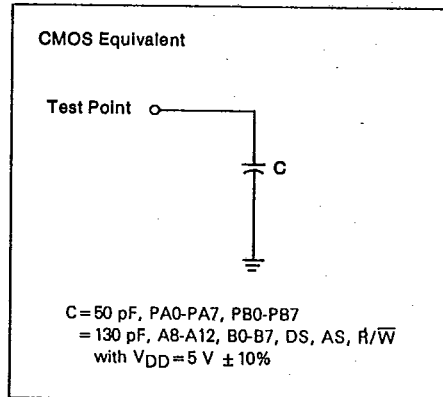 CMOS Equivalent
Test Point
C
C=50 pF, PA0-PA7, PB0-PB7
=130 pF, A8-A12, B0-B7, DS, AS, R/W̅
with VDD=5 V ±10%